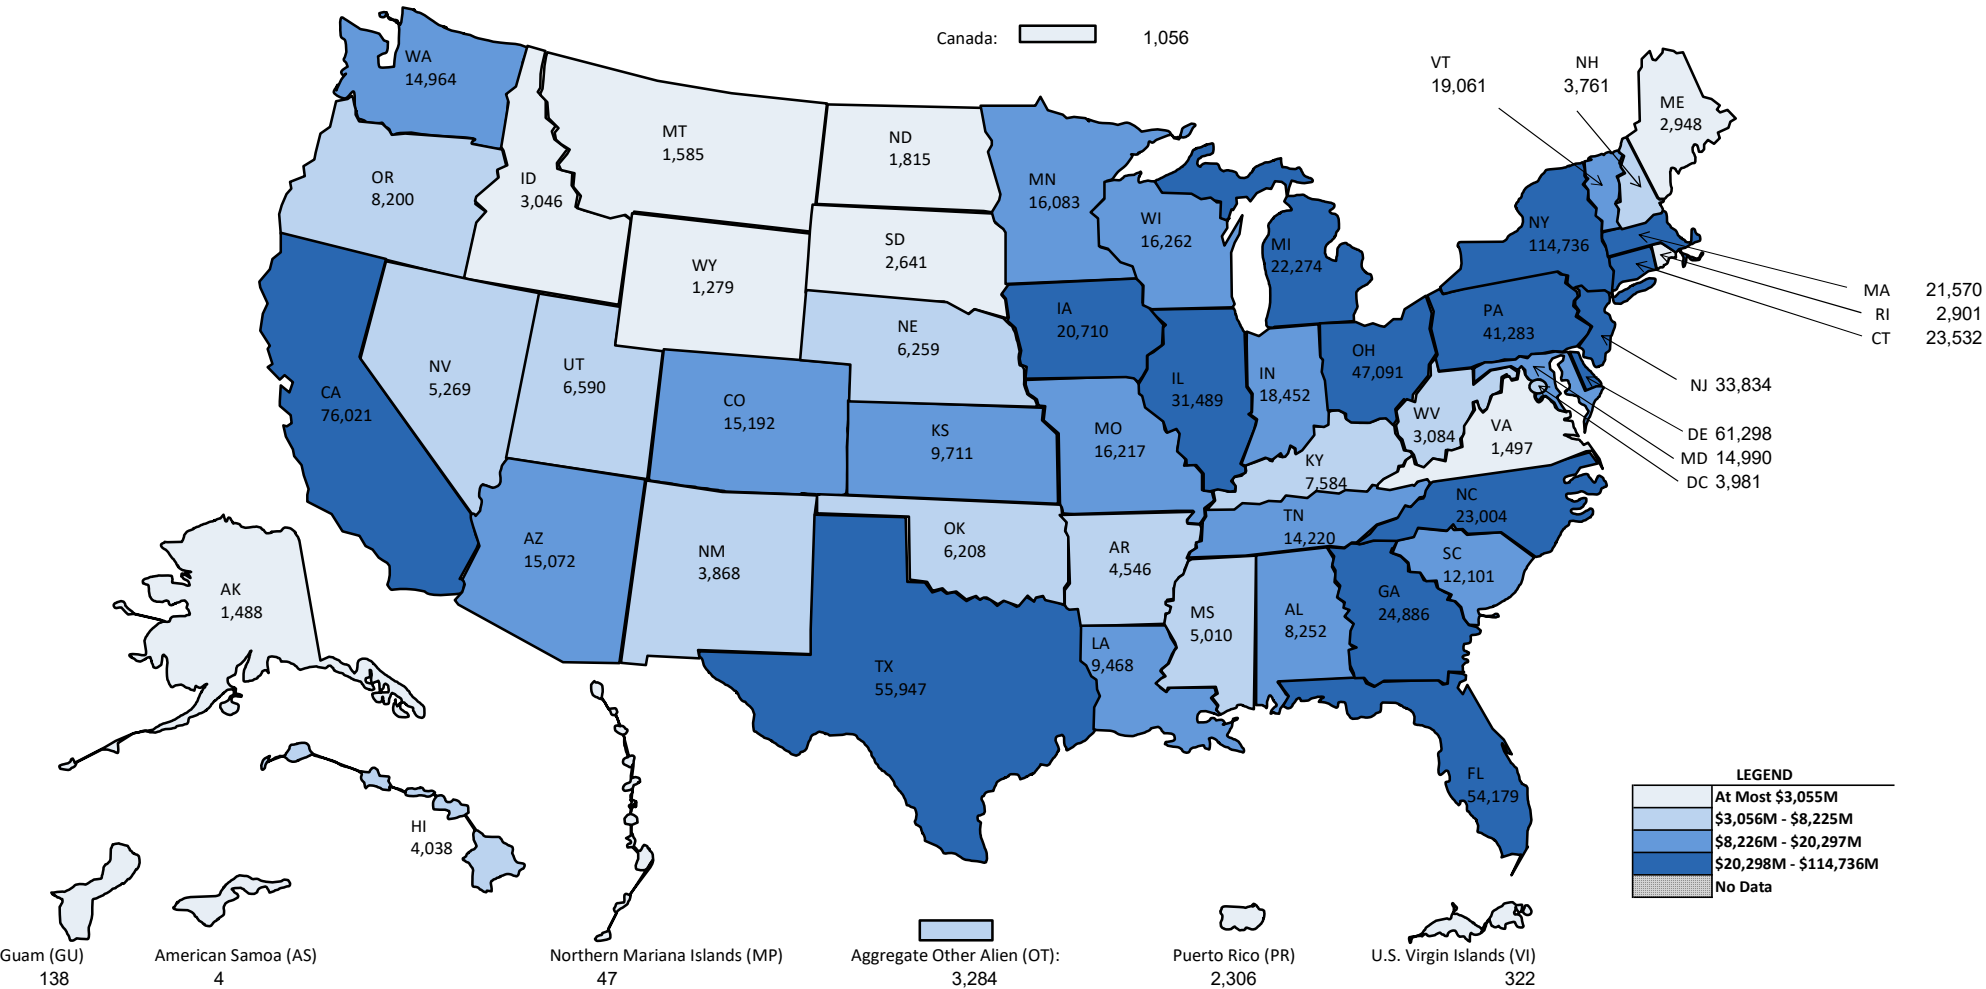 Canada: 1,056
WA
14,964
OR
8,200
ID
3,046
MT
1,585
ND
1,815
MN
16,083
WI
16,262
MI
22,274
VT
19,061
NH
3,761
ME
2,948
NY
114,736
SD
2,641
WY
1,279
NE
6,259
IA
20,710
PA
41,283
MA 21,570
RI 2,901
CT 23,532
NJ 33,834
DE 61,298
MD 14,990
DC 3,981
CA
76,021
NV
5,269
UT
6,590
CO
15,192
KS
9,711
MO
16,217
IL
31,489
IN
18,452
OH
47,091
WV
3,084
VA
1,497
KY
7,584
AZ
15,072
NM
3,868
OK
6,208
AR
4,546
TN
14,220
NC
23,004
SC
12,101
TX
55,947
LA
9,468
MS
5,010
AL
8,252
GA
24,886
FL
54,179
AK
1,488
HI
4,038
LEGEND
At Most $3,055M
$3,056M - $8,225M
$8,226M - $20,297M
$20,298M - $114,736M
No Data
Guam (GU)
138
American Samoa (AS)
4
Northern Mariana Islands (MP)
47
Aggregate Other Alien (OT):
3,284
Puerto Rico (PR)
2,306
U.S. Virgin Islands (VI)
322